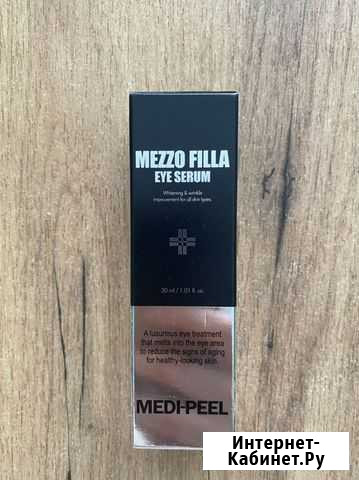 MEZZO FILLA
EYE SERUM
Whitening & wrinkle
improvement for all skin types.
30 ml / 1.01 fl. oz.
A luxurious eye treatment
that melts into the eye area
to reduce the signs of aging
for healthy-looking skin.
MEDI-PEEL
Интернет-
Кабинет.Ру